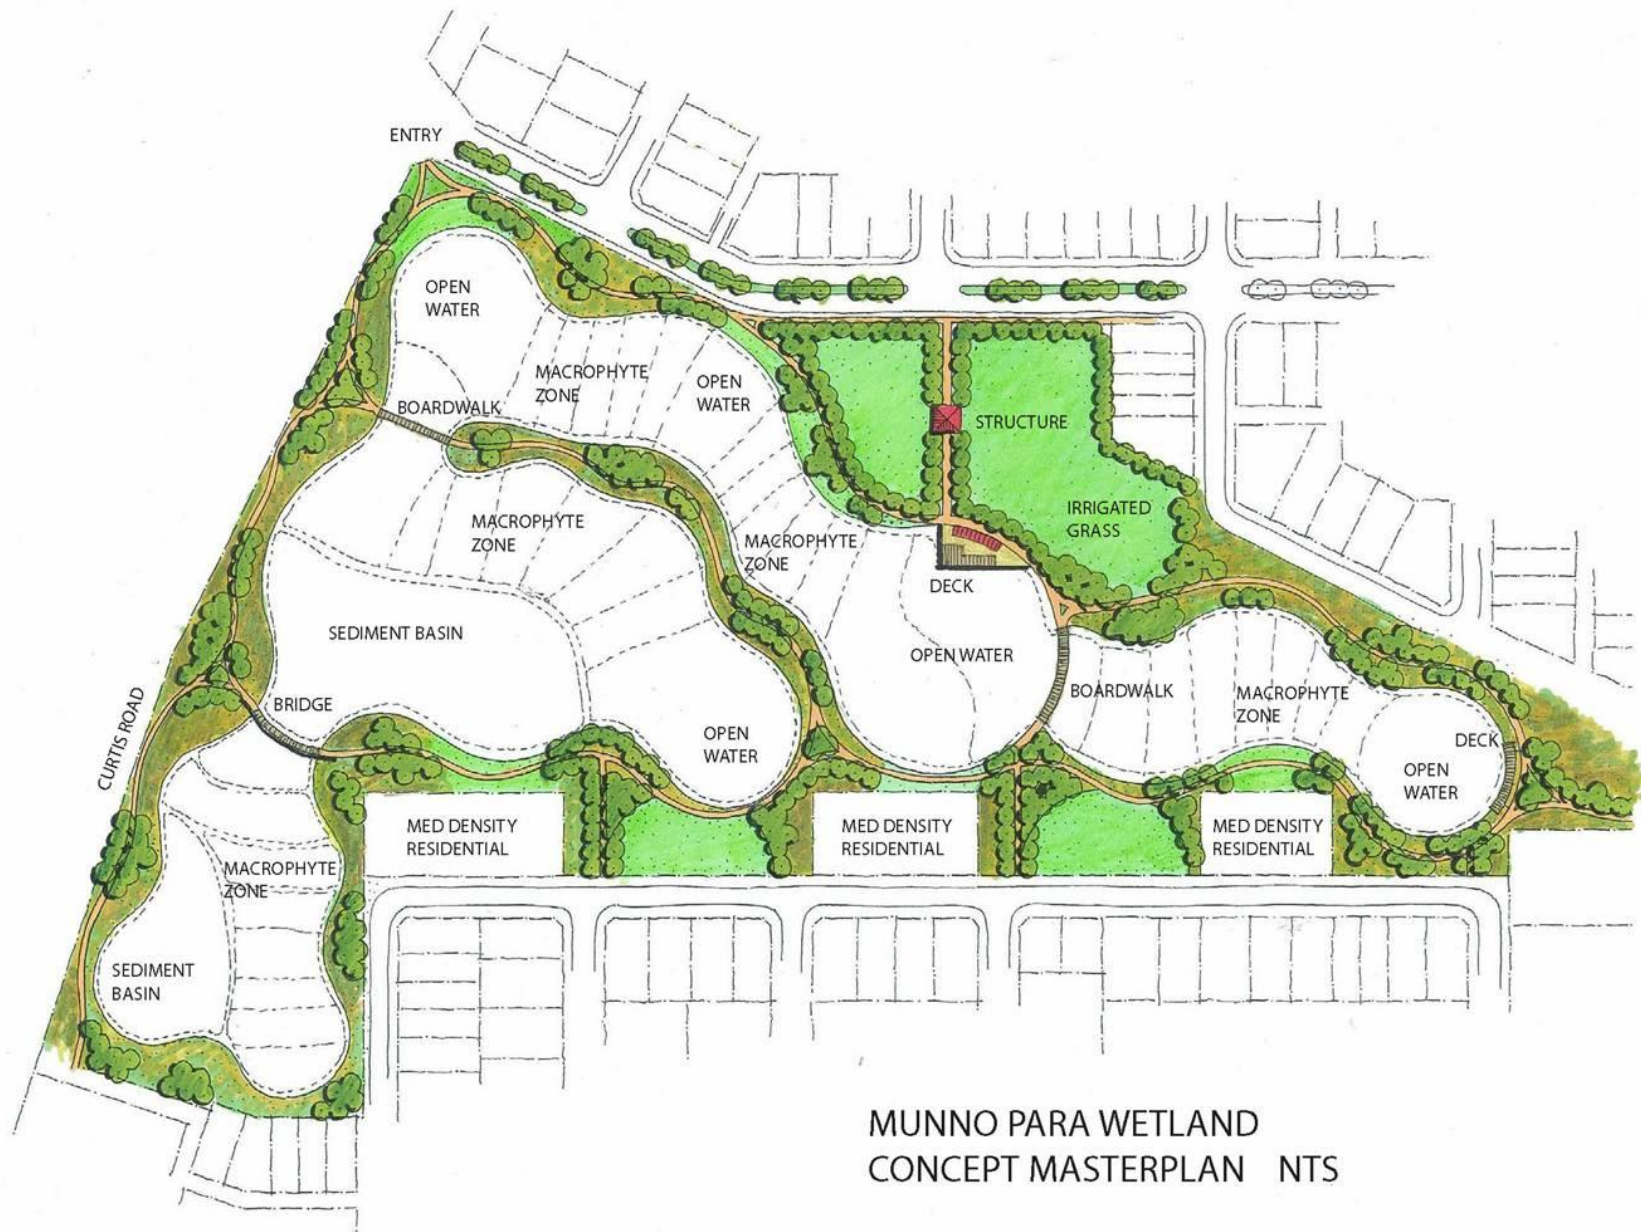 ENTRY
OPEN
WATER
MACROPHYTE
ZONE
OPEN
WATER
BOARDWALK
STRUCTURE
IRRIGATED
GRASS
MACROPHYTE
ZONE
MACROPHYTE
ZONE
DECK
SEDIMENT BASIN
OPEN WATER
BOARDWALK
MACROPHYTE
ZONE
BRIDGE
CURTIS ROAD
OPEN
WATER
DECK
OPEN
WATER
MED DENSITY
RESIDENTIAL
MED DENSITY
RESIDENTIAL
MED DENSITY
RESIDENTIAL
MACROPHYTE
ZONE
SEDIMENT
BASIN
MUNNO PARA WETLAND
CONCEPT MASTERPLAN NTS